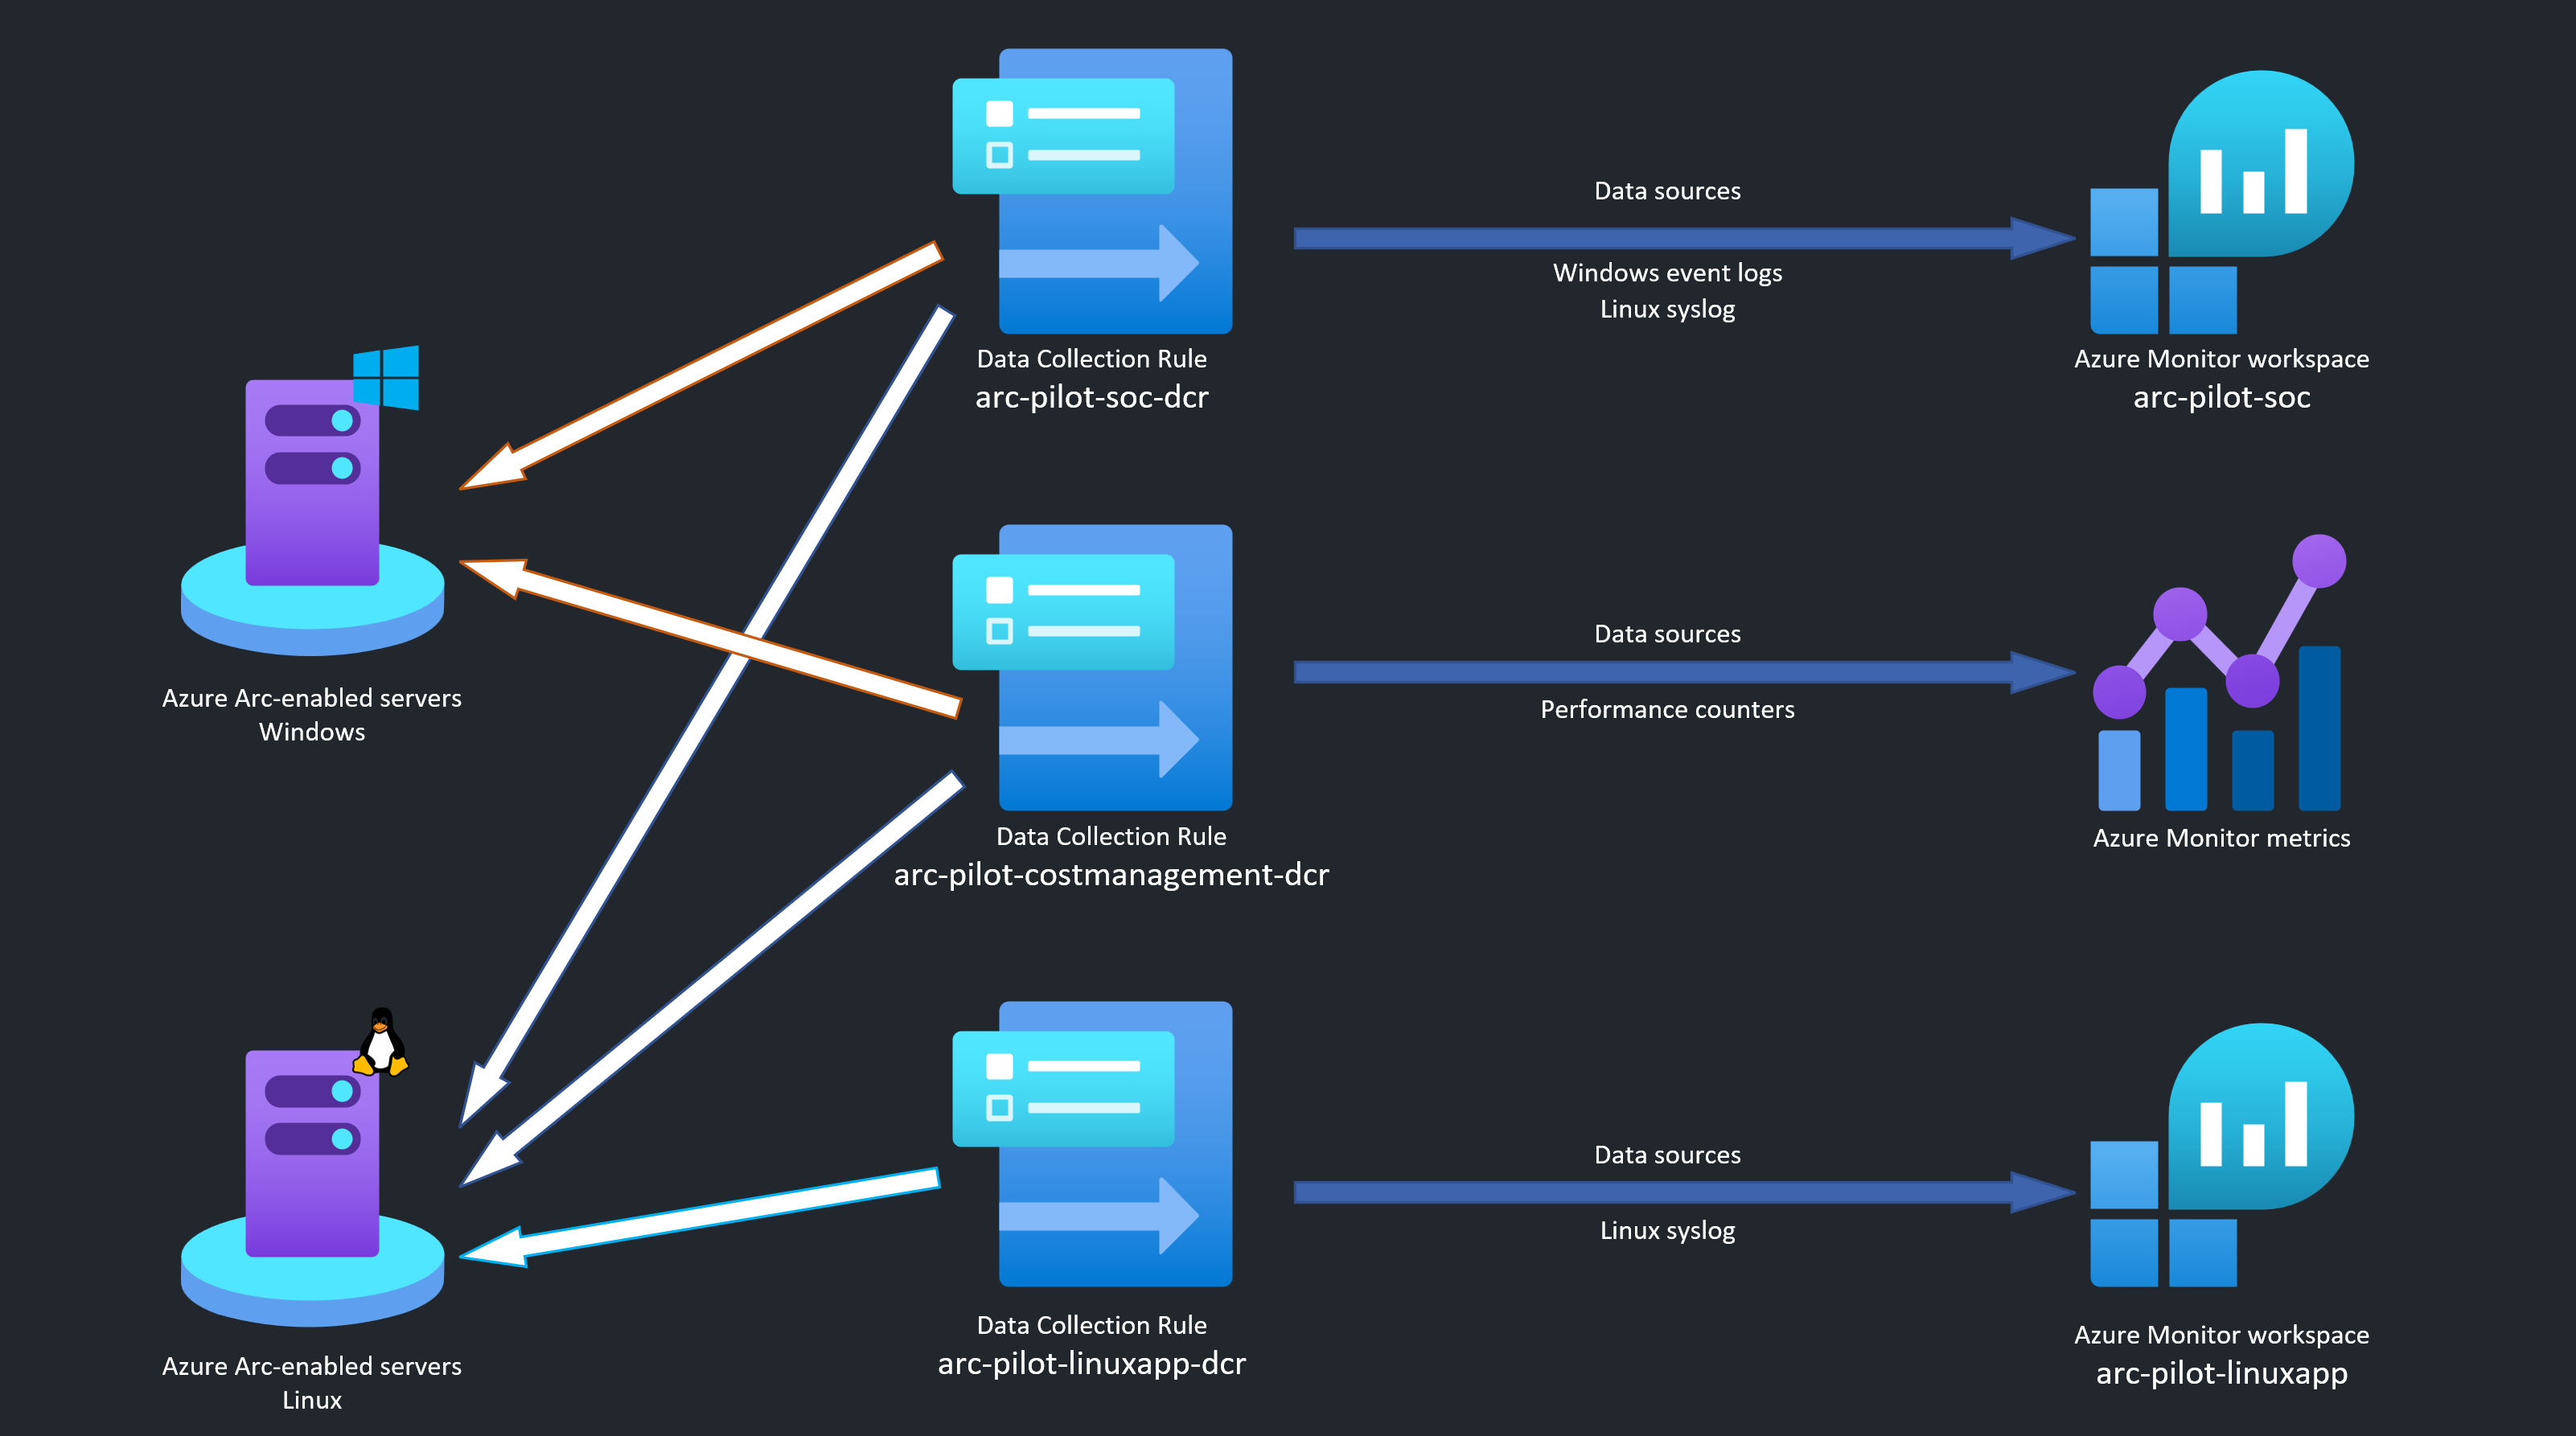 Data sources
Windows event logs
Linux syslog
Data Collection Rule
arc-pilot-soc-dcr
Azure Monitor workspace
arc-pilot-soc
Azure Arc-enabled servers
Windows
Data sources
Performance counters
Data Collection Rule
arc-pilot-costmanagement-dcr
Azure Monitor metrics
Data sources
Linux syslog
Data Collection Rule
arc-pilot-linuxapp-dcr
Azure Monitor workspace
arc-pilot-linuxapp
Azure Arc-enabled servers
Linux